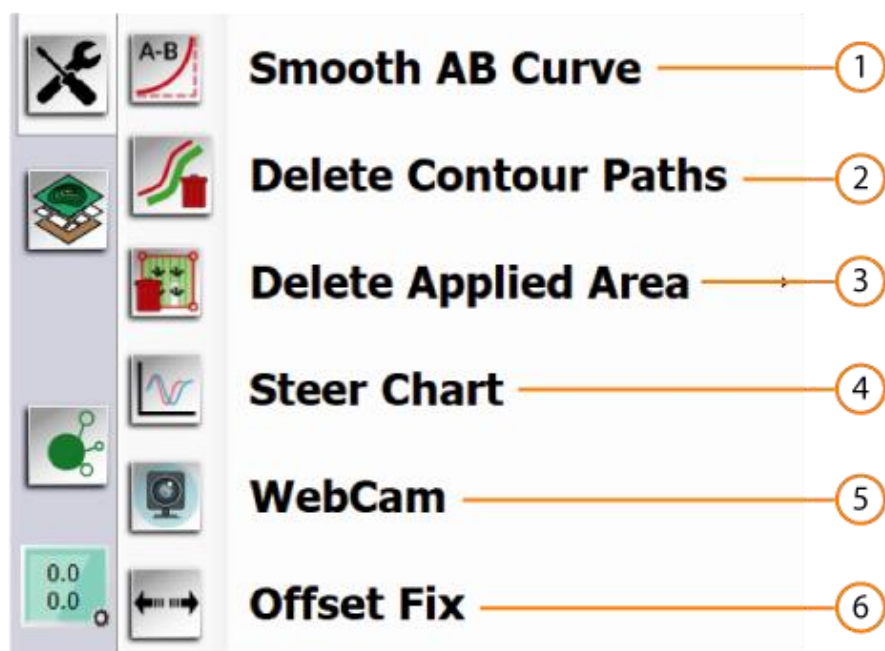 A-B
Smooth AB Curve
1
Delete Contour Paths
2
Delete Applied Area
3
Steer Chart
4
WebCam
5
0.0
0.0
Offset Fix
6